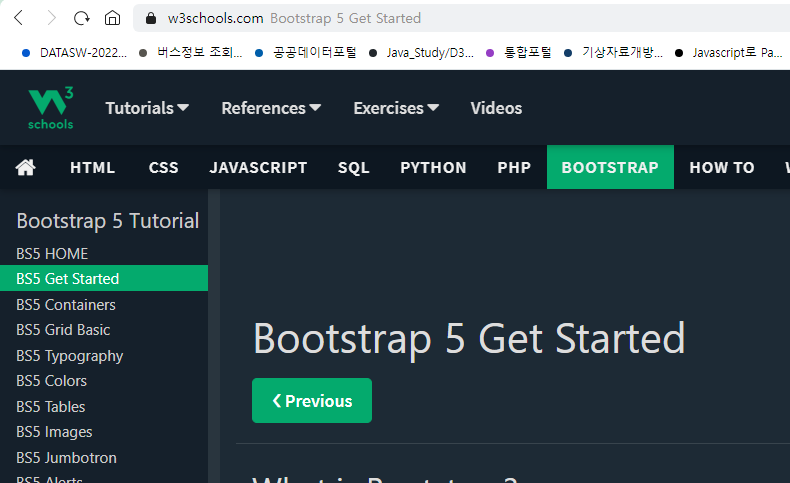 w3schools.com Bootstrap 5 Get Started
DATASW-2022... 버스정보 조회... 공공데이터포털 Java_Study/D3... 통합포털 기상자료개방... Javascript로 Pa...
3
schools
Tutorials References Exercises Videos
HTML CSS JAVASCRIPT SQL PYTHON PHP BOOTSTRAP HOW TO
Bootstrap 5 Tutorial
BS5 HOME
BS5 Get Started
BS5 Containers
BS5 Grid Basic
BS5 Typography
BS5 Colors
BS5 Tables
BS5 Images
BS5 Jumbotron
BS5 Alerts
Bootstrap 5 Get Started
❮ Previous
What is Bootstrap?